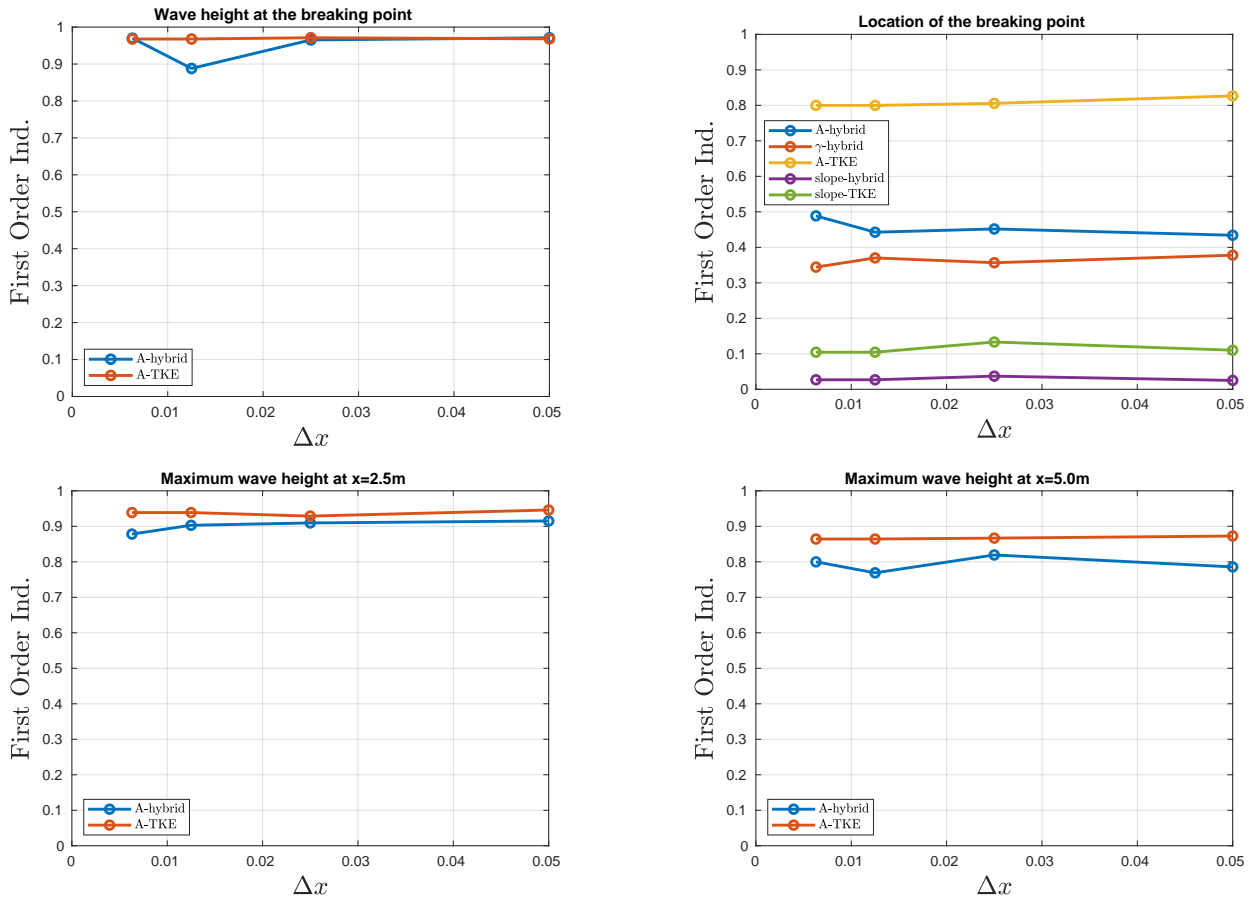 Wave height at the breaking point
1
0.9
0.8
0.7
0.6
0.5
0.4
0.3
0.2
0.1
0
First Order Ind.
A-hybrid
A-TKE
0 0.01 0.02 0.03 0.04 0.05
Δx
Location of the breaking point
1
0.9
0.8
0.7
0.6
0.5
0.4
0.3
0.2
0.1
0
First Order Ind.
A-hybrid
γ-hybrid
A-TKE
slope-hybrid
slope-TKE
0 0.01 0.02 0.03 0.04 0.05
Δx
Maximum wave height at x=2.5m
1
0.9
0.8
0.7
0.6
0.5
0.4
0.3
0.2
0.1
0
First Order Ind.
A-hybrid
A-TKE
0 0.01 0.02 0.03 0.04 0.05
Δx
Maximum wave height at x=5.0m
1
0.9
0.8
0.7
0.6
0.5
0.4
0.3
0.2
0.1
0
First Order Ind.
A-hybrid
A-TKE
0 0.01 0.02 0.03 0.04 0.05
Δx